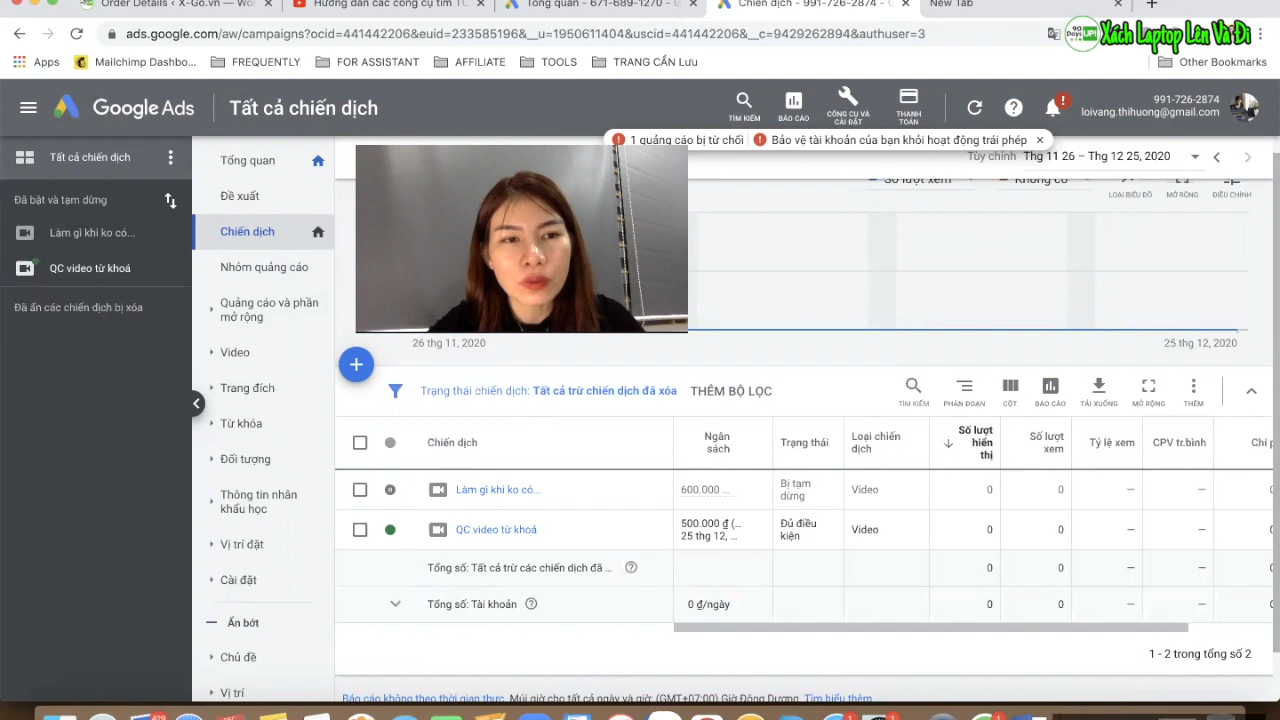 Order Details ‹ X-Go.vn — Wo
Hướng dẫn các công cụ tìm TC
Tổng quan - 671-689-1270 - G
Chiến dịch - 991-726-2874 -
New Tab
ads.google.com/aw/campaigns?ocid=441442206&euid=233585196&__u=1950611404&uscid=441442206&__c=9429262894&authuser=3
90 Days UP!
Xách Laptop Lên Và Đi
Apps
Mailchimp Dashbo...
FREQUENTLY
FOR ASSISTANT
AFFILIATE
TOOLS
TRANG CẦN Lưu
Other Bookmarks
Google Ads
Tất cả chiến dịch
TÌM KIẾM
BÁO CÁO
CÔNG CỤ VÀ CÀI ĐẶT
THANH TOÁN
991-726-2874
loivang.thihuong@gmail.com
1 quảng cáo bị từ chối
Bảo vệ tài khoản của bạn khỏi hoạt động trái phép
Tất cả chiến dịch
Đã bật và tạm dừng
Làm gì khi ko có...
QC video từ khoá
Đã ẩn các chiến dịch bị xóa
Tổng quan
Đề xuất
Chiến dịch
Nhóm quảng cáo
Quảng cáo và phần mở rộng
Video
Trang đích
Từ khóa
Đối tượng
Thông tin nhân khẩu học
Vị trí đặt
Cài đặt
Ẩn bớt
Chủ đề
Vị trí
Tùy chỉnh
Thg 11 26 – Thg 12 25, 2020
Số lượt xem
Không có
LOẠI BIỂU ĐỒ
MỞ RỘNG
ĐIỀU CHỈNH
26 thg 11, 2020
25 thg 12, 2020
Trạng thái chiến dịch: Tất cả trừ chiến dịch đã xóa
THÊM BỘ LỌC
TÌM KIẾM
PHÂN ĐOẠN
CỘT
BÁO CÁO
TẢI XUỐNG
MỞ RỘNG
THÊM
Chiến dịch
Ngân sách
Trạng thái
Loại chiến dịch
Số lượt hiển thị
Số lượt xem
Tỷ lệ xem
CPV tr.bình
Chi p
Làm gì khi ko có...
600.000 ...
Bị tạm dừng
Video
0
0
—
—
0
QC video từ khoá
500.000 ₫ (...
25 thg 12, ...
Đủ điều kiện
Video
0
0
—
—
0
Tổng số: Tất cả trừ các chiến dịch đã ...
0
0
—
—
0
Tổng số: Tài khoản
0 ₫/ngày
0
0
—
—
0
1 - 2 trong tổng số 2
Báo cáo không theo thời gian thực. Múi giờ cho tất cả ngày và giờ: (GMT+07:00) Giờ Đông Dương. Tìm hiểu thêm
429